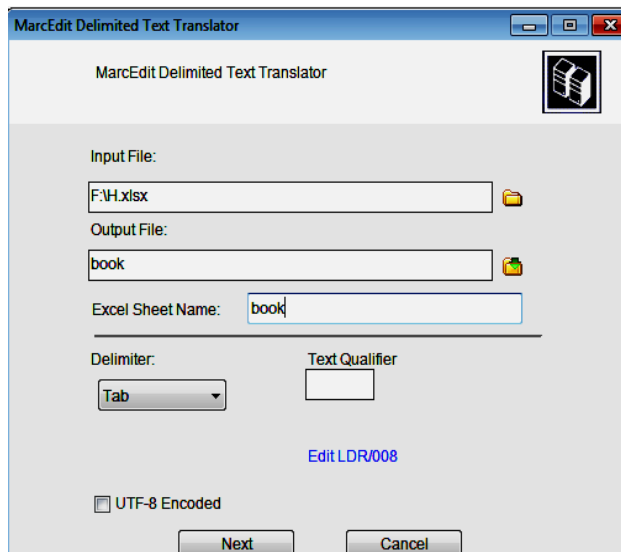 MarcEdit Delimited Text Translator
MarcEdit Delimited Text Translator
Input File:
F:\H.xlsx
Output File:
book
Excel Sheet Name: book
Delimiter: Text Qualifier
Tab
Edit LDR/008
UTF-8 Encoded
Next Cancel